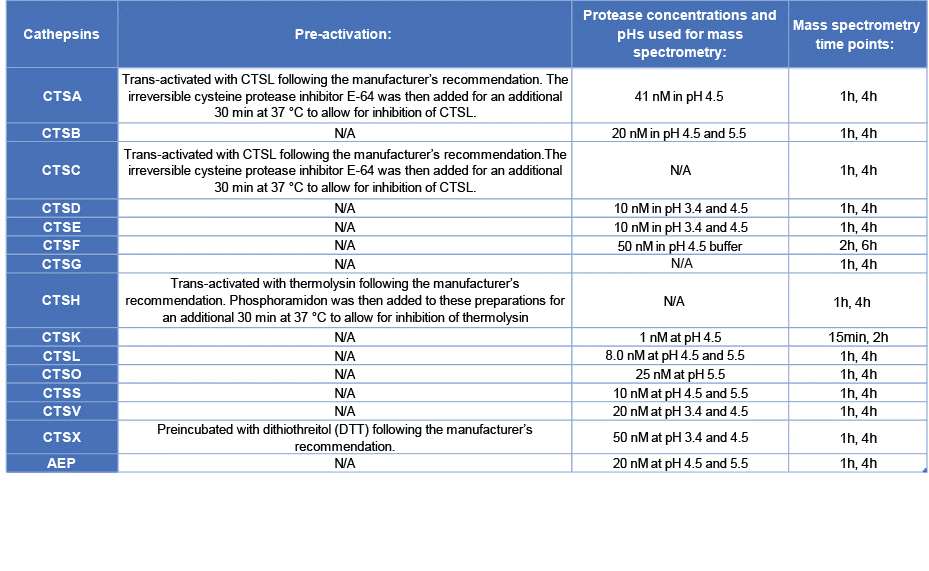 Cathepsins
Pre-activation:
Protease concentrations and
pHs used for mass
spectrometry:
Mass spectrometry
time points:
CTSA
Trans-activated with CTSL following the manufacturer’s recommendation. The
irreversible cysteine protease inhibitor E-64 was then added for an additional
30 min at 37 °C to allow for inhibition of CTSL.
41 nM in pH 4.5
1h, 4h
CTSB
N/A
20 nM in pH 4.5 and 5.5
1h, 4h
CTSC
Trans-activated with CTSL following the manufacturer’s recommendation.The
irreversible cysteine protease inhibitor E-64 was then added for an additional
30 min at 37 °C to allow for inhibition of CTSL.
N/A
1h, 4h
CTSD
N/A
10 nM in pH 3.4 and 4.5
1h, 4h
CTSE
N/A
10 nM in pH 3.4 and 4.5
1h, 4h
CTSF
N/A
50 nM in pH 4.5 buffer
2h, 6h
CTSG
N/A
N/A
1h, 4h
CTSH
Trans-activated with thermolysin following the manufacturer’s
recommendation. Phosphoramidon was then added to these preparations for
an additional 30 min at 37 °C to allow for inhibition of thermolysin
N/A
1h, 4h
CTSK
N/A
1 nM at pH 4.5
15min, 2h
CTSL
N/A
8.0 nM at pH 4.5 and 5.5
1h, 4h
CTSO
N/A
25 nM at pH 5.5
1h, 4h
CTSS
N/A
10 nM at pH 4.5 and 5.5
1h, 4h
CTSV
N/A
20 nM at pH 3.4 and 4.5
1h, 4h
CTSX
Preincubated with dithiothreitol (DTT) following the manufacturer’s
recommendation.
50 nM at pH 3.4 and 4.5
1h, 4h
AEP
N/A
20 nM at pH 4.5 and 5.5
1h, 4h